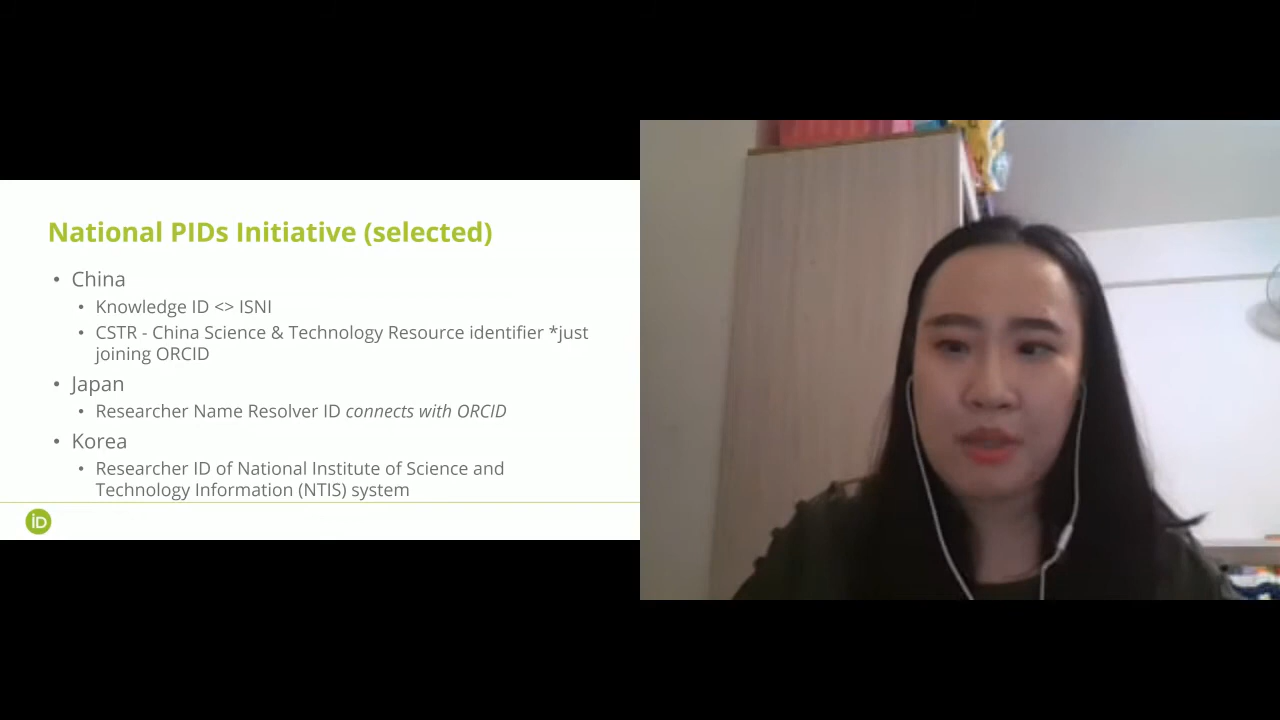 National PIDs Initiative (selected)
• China
• Knowledge ID <> ISNI
• CSTR - China Science & Technology Resource identifier *just
joining ORCID
• Japan
• Researcher Name Resolver ID connects with ORCID
• Korea
• Researcher ID of National Institute of Science and
Technology Information (NTIS) system
iD